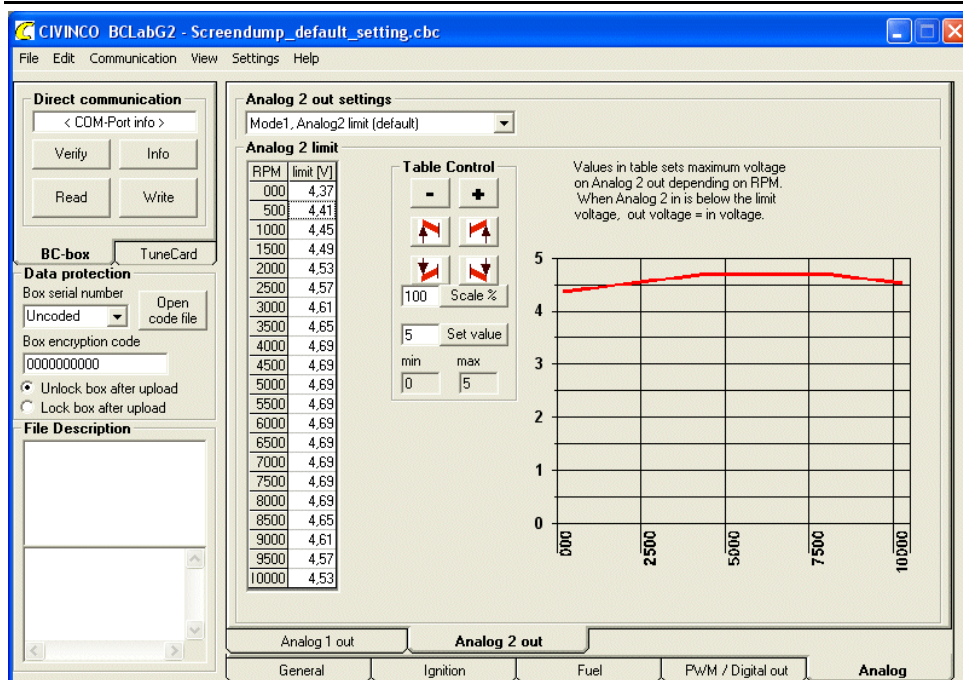 CIVINCO BCLabG2 - Screendump_default_setting.cbc
File Edit Communication View Settings Help
Direct communication
< COM-Port info >
Verify Info
Read Write
BC-box TuneCard
Data protection
Box serial number
Uncoded
Open
code file
Box encryption code
0000000000
Unlock box after upload
Lock box after upload
File Description
Analog 2 out settings
Mode1, Analog2 limit (default)
Analog 2 limit
RPM limit [V]
000 4,37
500 4,41
1000 4,45
1500 4,49
2000 4,53
2500 4,57
3000 4,61
3500 4,65
4000 4,69
4500 4,69
5000 4,69
5500 4,69
6000 4,69
6500 4,69
7000 4,69
7500 4,69
8000 4,69
8500 4,65
9000 4,61
9500 4,57
10000 4,53
Table Control
- +
100 Scale %
5 Set value
min max
0 5
Values in table sets maximum voltage
on Analog 2 out depending on RPM.
When Analog 2 in is below the limit
voltage, out voltage = in voltage.
5
4
3
2
1
0
000 2500 5000 7500 10000
Analog 1 out Analog 2 out
General Ignition Fuel PWM / Digital out Analog